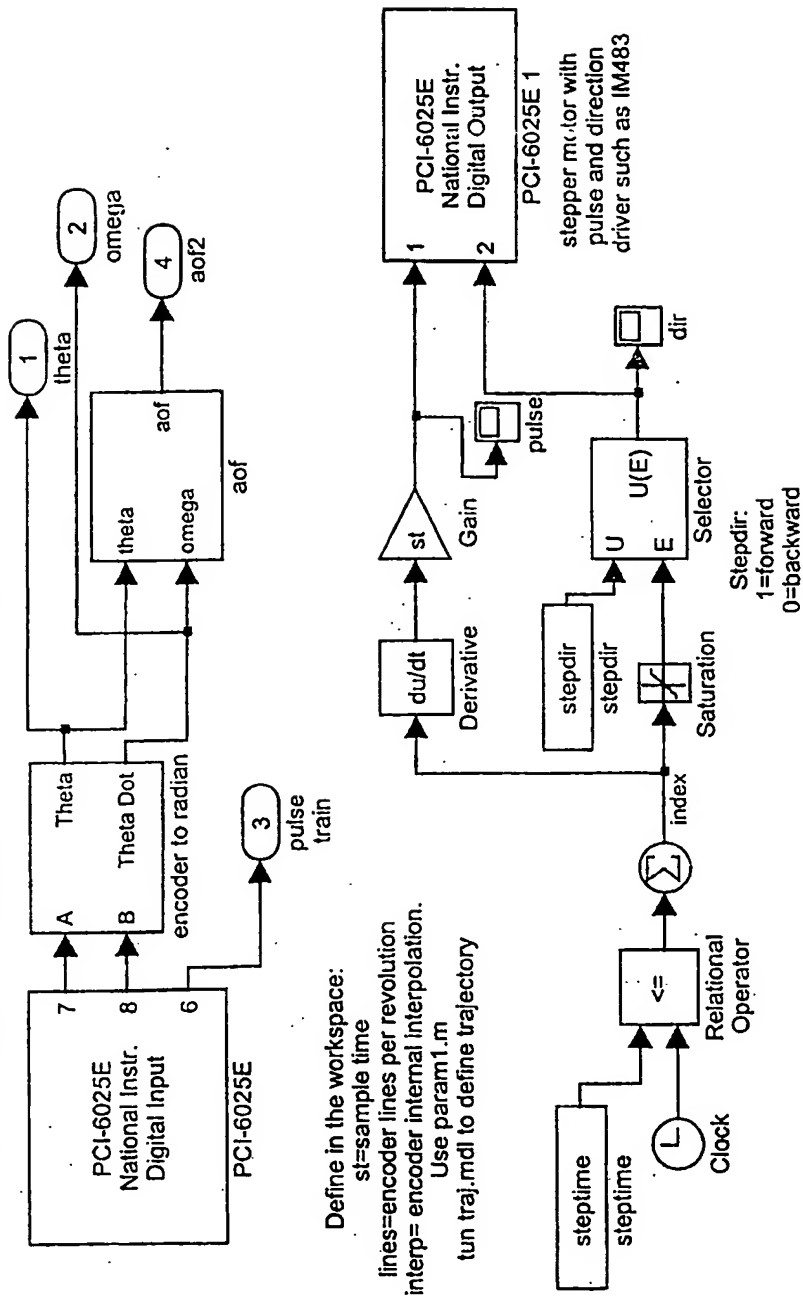 PCI-6025E
National Instr.
Digital Input
7
8
6
PCI-6025E
A
B
Theta
Theta Dot
encoder to radian
3
pulse
train
1
theta
2
omega
theta
omega
aof
aof
4
aof2
Define in the workspace:
st=sample time
lines=encoder lines per revolution
interp= encoder internal interpolation.
Use param1.m
tun traj.mdl to define trajectory
steptime
steptime
Clock
<=
Relational
Operator
Σ
index
du/dt
Derivative
st
Gain
pulse
stepdir
stepdir
Saturation
U
E
U(E)
Selector
Stepdir:
1=forward
0=backward
dir
1
2
PCI-6025E
National Instr.
Digital Output
PCI-6025E 1
stepper motor with
pulse and direction
driver such as IM483